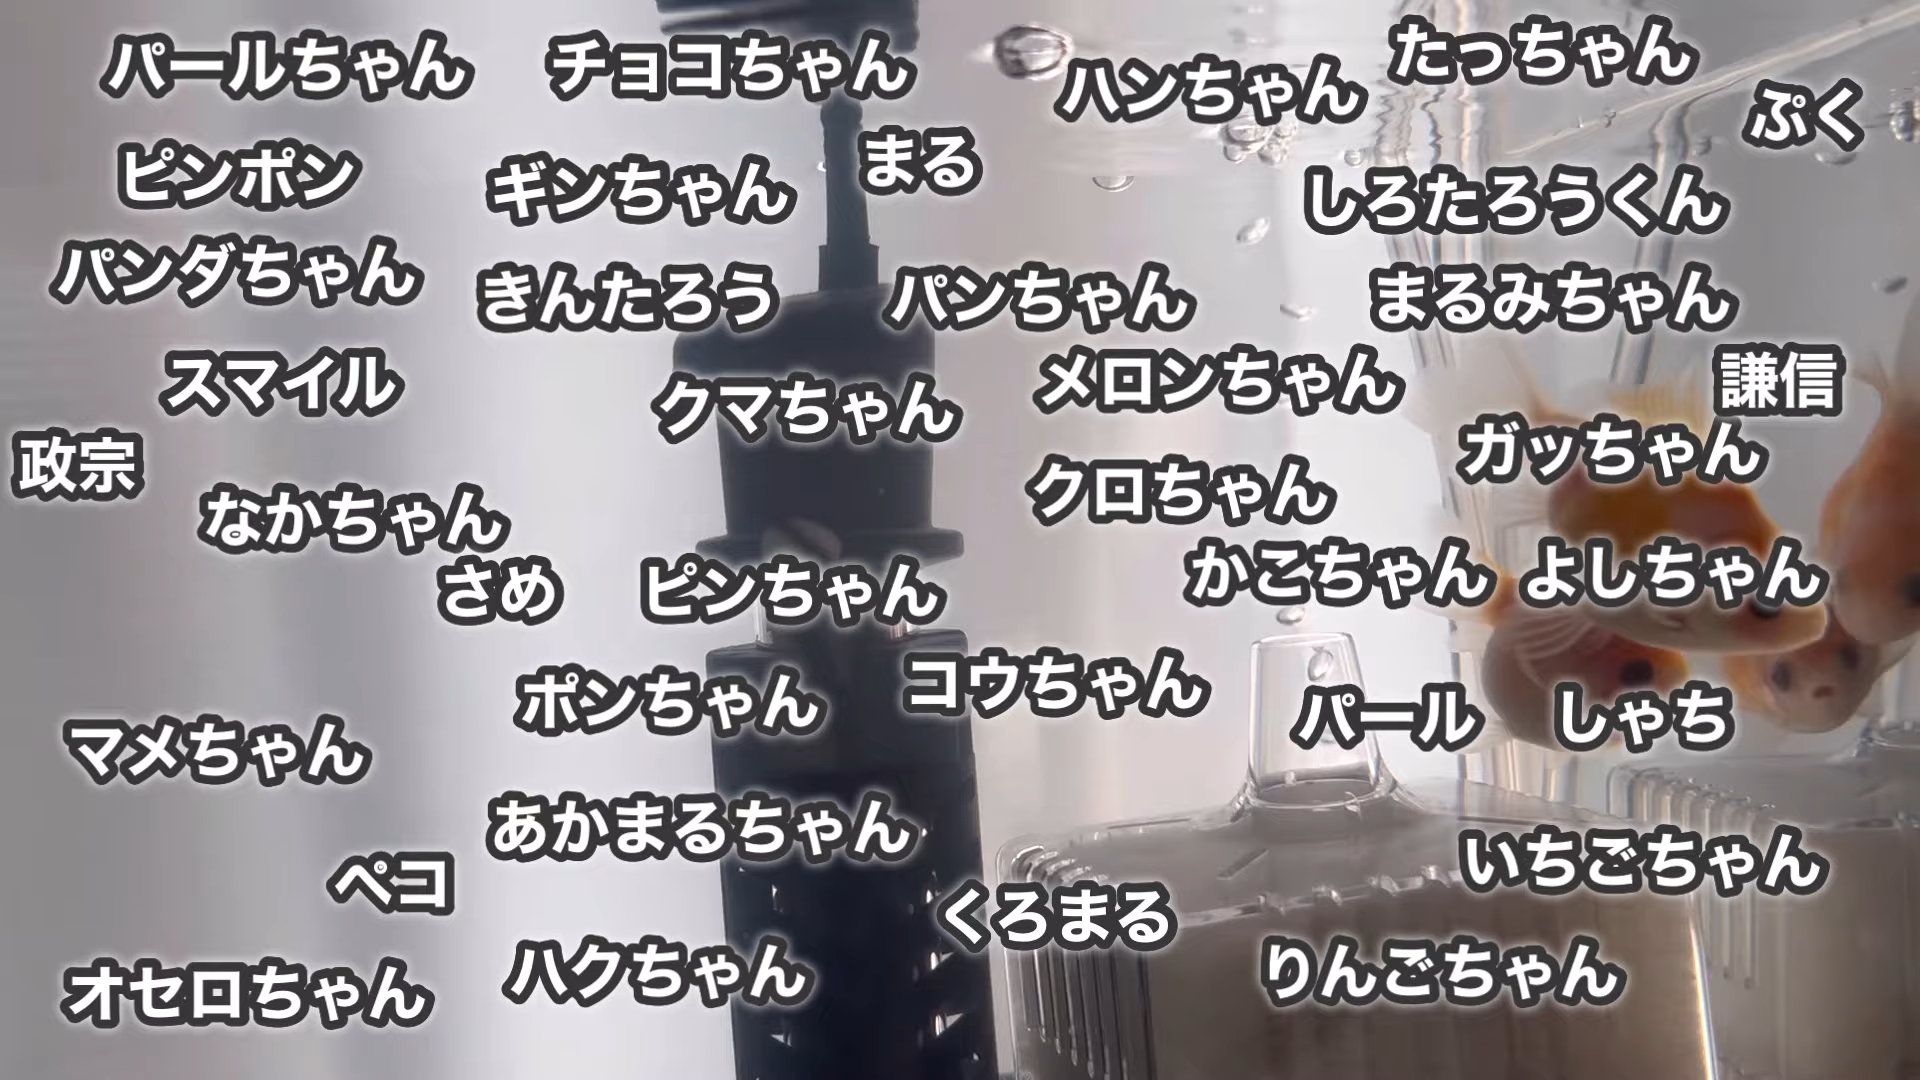 パールちゃん
チョコちゃん
ハンちゃん
たっちゃん
ぷく
ピンポン
ギンちゃん
まる
しろたろうくん
パンダちゃん
きんたろう
パンちゃん
まるみちゃん
スマイル
クマちゃん
メロンちゃん
謙信
政宗
ガッちゃん
なかちゃん
クロちゃん
さめ
ピンちゃん
かこちゃん
よしちゃん
ポンちゃん
コウちゃん
パール
しゃち
マメちゃん
あかまるちゃん
いちごちゃん
ペコ
くろまる
オセロちゃん
ハクちゃん
りんごちゃん